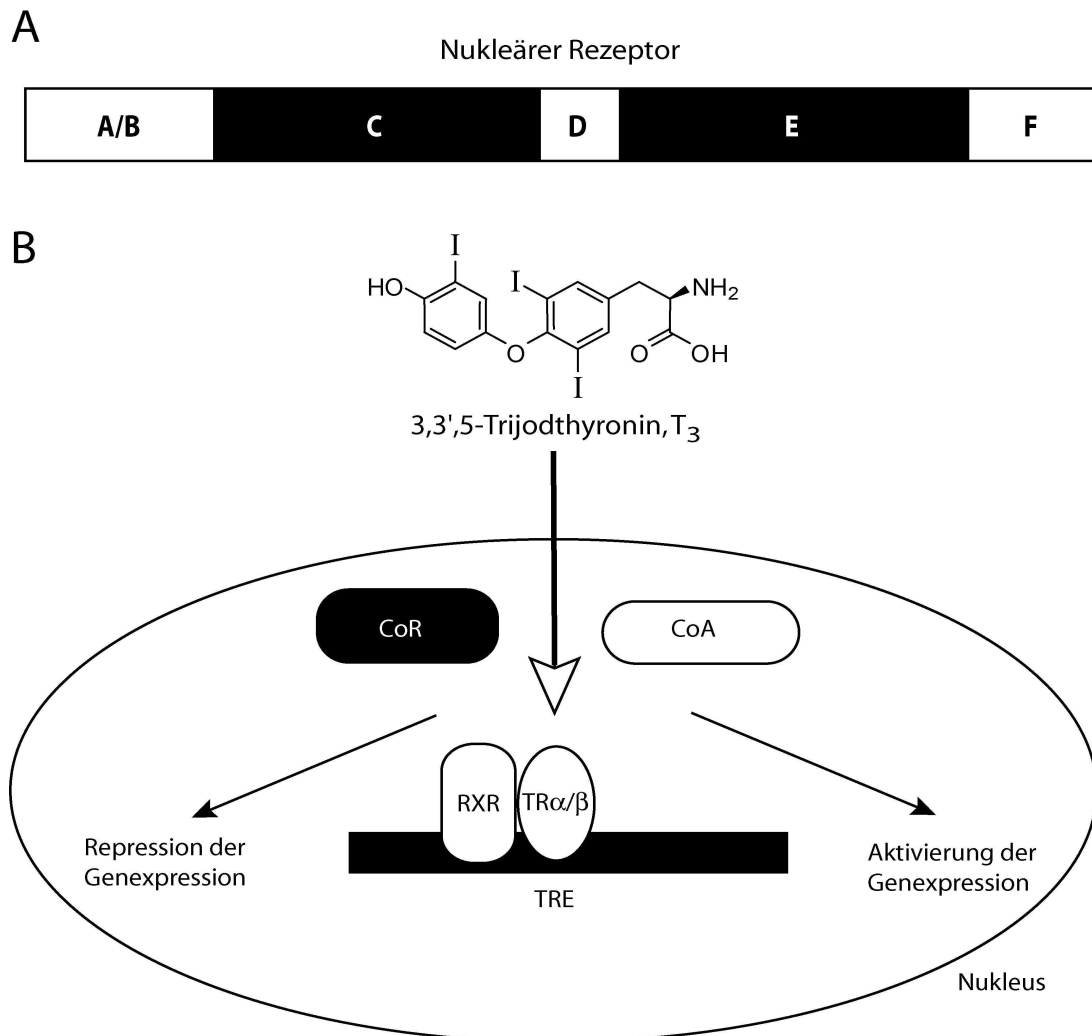 A
Nukleärer Rezeptor
A/B C D E F
B
I
HO
I
NH2
O
O
OH
I
3,3',5-Trijodthyronin, T3
CoR
CoA
RXR
TRα/β
Repression der
Genexpression
Aktivierung der
Genexpression
TRE
Nukleus